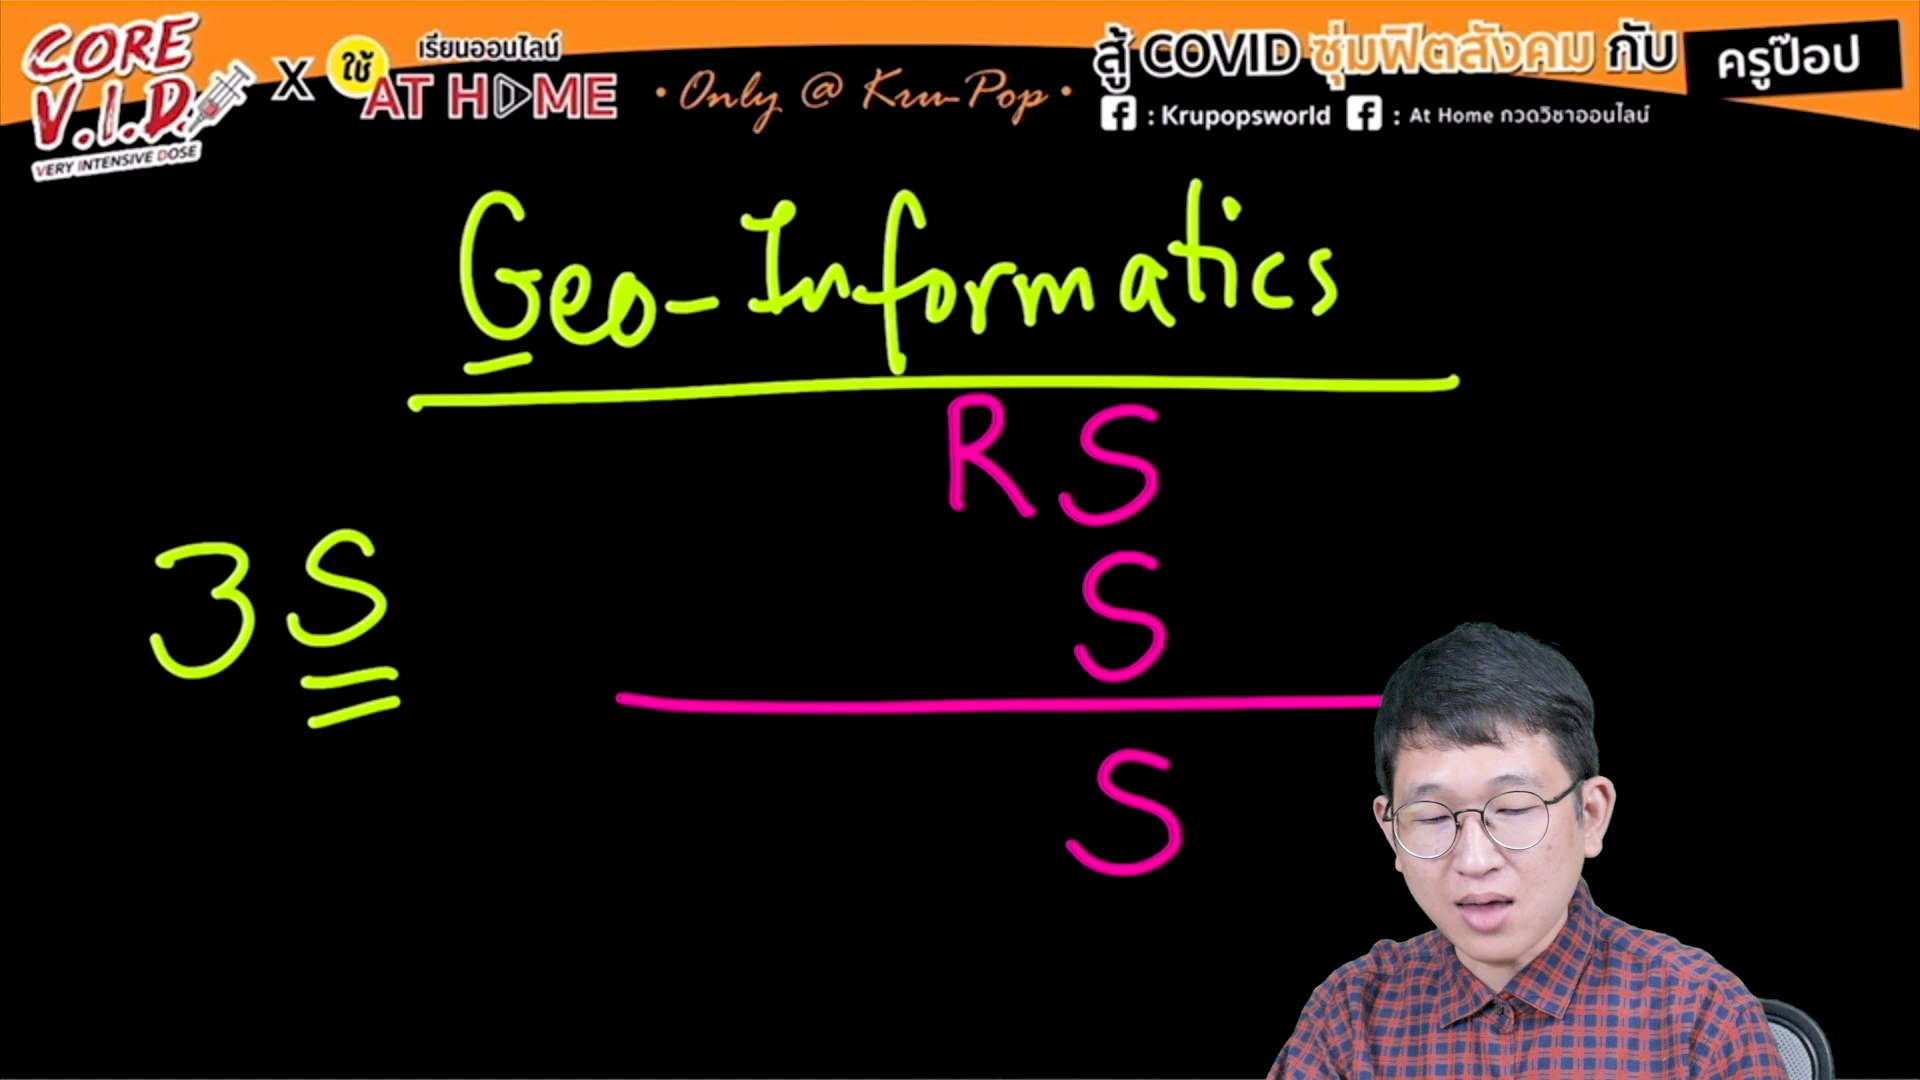 CORE
V.I.D.
VERY INTENSIVE DOSE
X
ใช้
เรียนออนไลน์
AT HOME
• Only @ Kru-Pop •
สู้ COVID ซุ่มฟิตสังคม กับ ครูป๊อป
: Krupopsworld : At Home กวดวิชาออนไลน์
Geo-Informatics
RS
3S
S
S